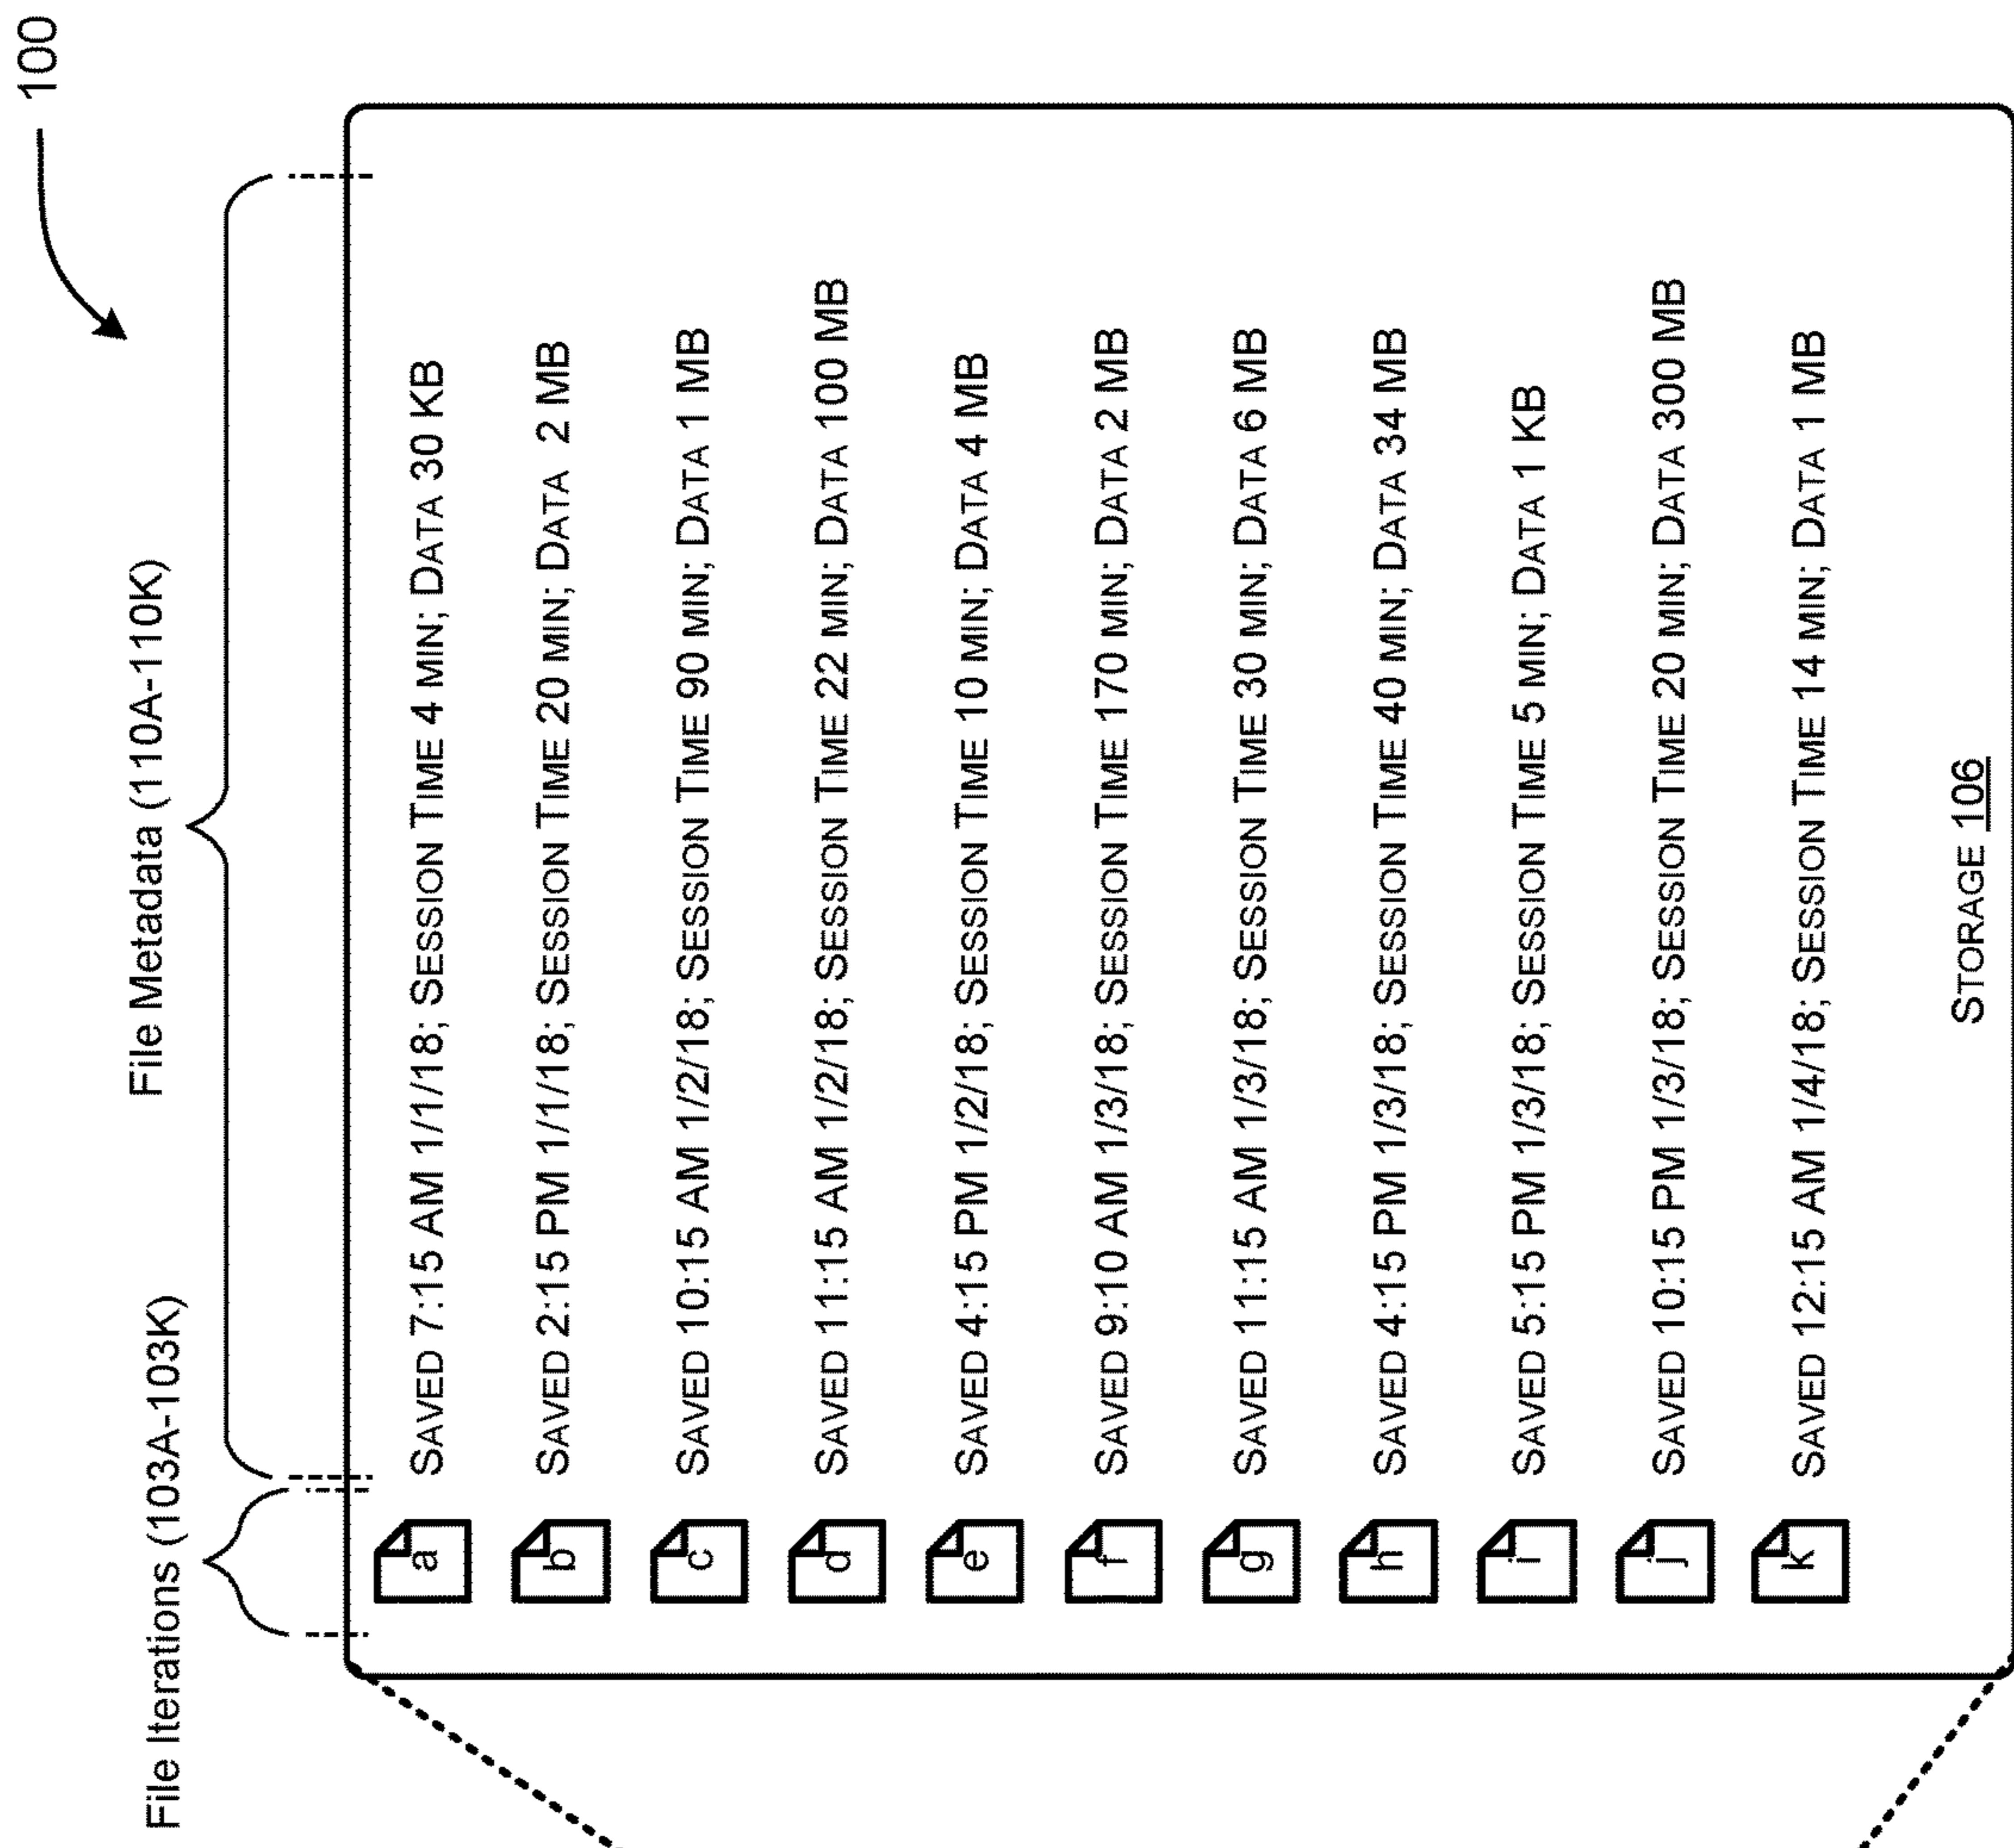 100
File Iterations (103A-103K)
File Metadata (110A-110K)
a SAVED 7:15 AM 1/1/18; SESSION TIME 4 MIN; DATA 30 KB
b SAVED 2:15 PM 1/1/18; SESSION TIME 20 MIN; DATA 2 MB
c SAVED 10:15 AM 1/2/18; SESSION TIME 90 MIN; DATA 1 MB
d SAVED 11:15 AM 1/2/18; SESSION TIME 22 MIN; DATA 100 MB
e SAVED 4:15 PM 1/2/18; SESSION TIME 10 MIN; DATA 4 MB
f SAVED 9:10 AM 1/3/18; SESSION TIME 170 MIN; DATA 2 MB
g SAVED 11:15 AM 1/3/18; SESSION TIME 30 MIN; DATA 6 MB
h SAVED 4:15 PM 1/3/18; SESSION TIME 40 MIN; DATA 34 MB
i SAVED 5:15 PM 1/3/18; SESSION TIME 5 MIN; DATA 1 KB
j SAVED 10:15 PM 1/3/18; SESSION TIME 20 MIN; DATA 300 MB
k SAVED 12:15 AM 1/4/18; SESSION TIME 14 MIN; DATA 1 MB
STORAGE 106